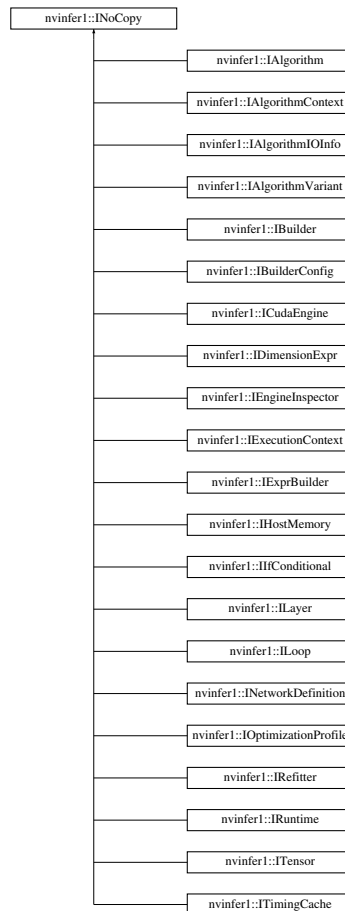 nvinfer1::INoCopy
nvinfer1::IAlgorithm
nvinfer1::IAlgorithmContext
nvinfer1::IAlgorithmIOInfo
nvinfer1::IAlgorithmVariant
nvinfer1::IBuilder
nvinfer1::IBuilderConfig
nvinfer1::ICudaEngine
nvinfer1::IDimensionExpr
nvinfer1::IEngineInspector
nvinfer1::IExecutionContext
nvinfer1::IExprBuilder
nvinfer1::IHostMemory
nvinfer1::IIfConditional
nvinfer1::ILayer
nvinfer1::ILoop
nvinfer1::INetworkDefinition
nvinfer1::IOptimizationProfile
nvinfer1::IRefitter
nvinfer1::IRuntime
nvinfer1::ITensor
nvinfer1::ITimingCache